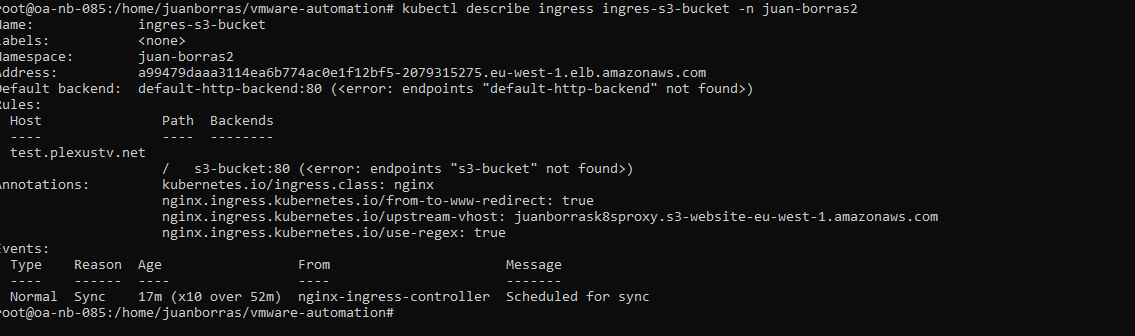 root@oa-nb-085:/home/juanborras/vmware-automation# kubectl describe ingress ingres-s3-bucket -n juan-borras2
Name:             ingres-s3-bucket
Labels:           <none>
Namespace:        juan-borras2
Address:          a99479daaa3114ea6b774ac0e1f12bf5-2079315275.eu-west-1.elb.amazonaws.com
Default backend:  default-http-backend:80 (<error: endpoints "default-http-backend" not found>)
Rules:
  Host              Path  Backends
  ----              ----  --------
  test.plexustv.net
                    /   s3-bucket:80 (<error: endpoints "s3-bucket" not found>)
Annotations:        kubernetes.io/ingress.class: nginx
                    nginx.ingress.kubernetes.io/from-to-www-redirect: true
                    nginx.ingress.kubernetes.io/upstream-vhost: juanborrask8sproxy.s3-website-eu-west-1.amazonaws.com
                    nginx.ingress.kubernetes.io/use-regex: true
Events:
  Type    Reason  Age                 From                      Message
  ----    ------  ----                ----                      -------
  Normal  Sync    17m (x10 over 52m)  nginx-ingress-controller  Scheduled for sync
root@oa-nb-085:/home/juanborras/vmware-automation#